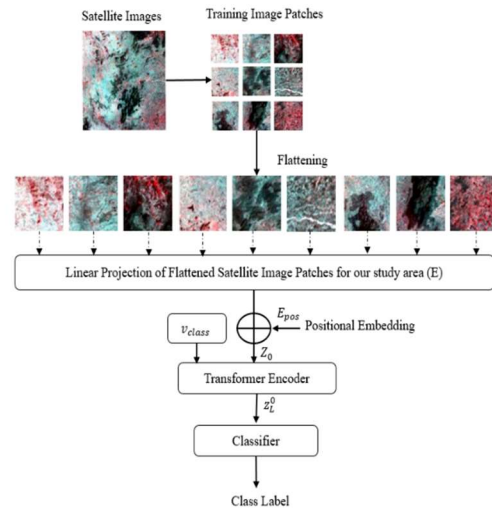 Satellite Images
Training Image Patches
Flattening
Linear Projection of Flattened Satellite Image Patches for our study area (E)
E_pos
v_class
Positional Embedding
Z_0
Transformer Encoder
z_L^0
Classifier
Class Label